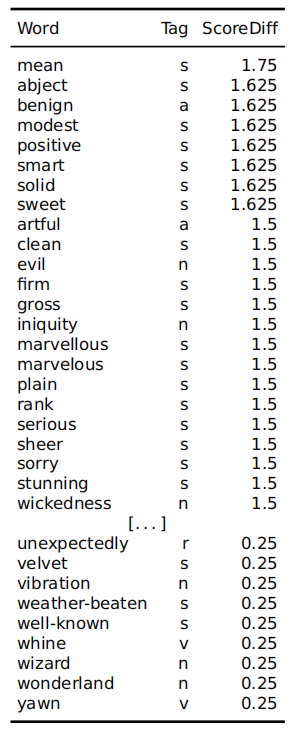 Word Tag ScoreDiff
mean s 1.75
abject s 1.625
benign a 1.625
modest s 1.625
positive s 1.625
smart s 1.625
solid s 1.625
sweet s 1.625
artful a 1.5
clean s 1.5
evil n 1.5
firm s 1.5
gross s 1.5
iniquity n 1.5
marvellous s 1.5
marvelous s 1.5
plain s 1.5
rank s 1.5
serious s 1.5
sheer s 1.5
sorry s 1.5
stunning s 1.5
wickedness n 1.5
[...]
unexpectedly r 0.25
velvet s 0.25
vibration n 0.25
weather-beaten s 0.25
well-known s 0.25
whine v 0.25
wizard n 0.25
wonderland n 0.25
yawn v 0.25